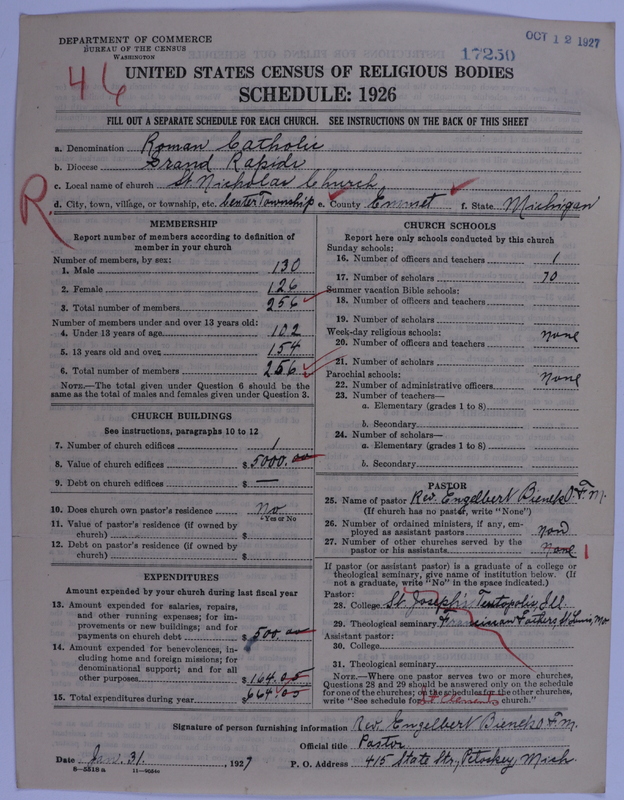 DEPARTMENT OF COMMERCE
BUREAU OF THE CENSUS
WASHINGTON
OCT 12 1927
17250
46
UNITED STATES CENSUS OF RELIGIOUS BODIES
SCHEDULE: 1926
FILL OUT A SEPARATE SCHEDULE FOR EACH CHURCH. SEE INSTRUCTIONS ON THE BACK OF THIS SHEET
a. Denomination Roman Catholic
b. Diocese Grand Rapids
c. Local name of church St Nicholas Church
R.
d. City, town, village, or township, etc. Center Township e. County Emmet f. State Michigan
MEMBERSHIP
Report number of members according to definition of
member in your church
Number of members, by sex:
1. Male 130
2. Female 126
3. Total number of members 256
Number of members under and over 13 years old:
4. Under 13 years of age 102
5. 13 years old and over 154
6. Total number of members 256
NOTE.—The total given under Question 6 should be
same as the total of males and females given under Question 3.
CHURCH BUILDINGS
See instructions, paragraphs 10 to 12
7. Number of church edifices 1
8. Value of church edifices $5000.00
9. Debt on church edifices $ —
10. Does church own pastor's residence No
Yes or No
11. Value of pastor's residence (if owned by
church) $
12. Debt on pastor's residence (if owned by
church) $
EXPENDITURES
Amount expended by your church during last fiscal year
13. Amount expended for salaries, repairs,
and other running expenses; for im-
provements or new buildings; and for
payments on church debt $500 00
14. Amount expended for benevolences, in-
cluding home and foreign missions; for
denominational support; and for all
other purposes $164.05
15. Total expenditures during year $664.05
CHURCH SCHOOLS
Report here only schools conducted by this church
Sunday schools:
16. Number of officers and teachers 1
17. Number of scholars 70
Summer vacation Bible schools:
18. Number of officers and teachers
19. Number of scholars
Week-day religious schools: none
20. Number of officers and teachers
21. Number of scholars
Parochial schools: none
22. Number of administrative officers
23. Number of teachers—
a. Elementary (grades 1 to 8)
b. Secondary
24. Number of scholars—
a. Elementary (grades 1 to 8)
b. Secondary
PASTOR
25. Name of pastor Rev. Engelbert O.F.M.
(If church has no pastor, write "None")
26. Number of ordained ministers, if any, em-
ployed as assistant pastors
27. Number of other churches served by the
pastor or his assistants None 1
If pastor (or assistant pastor) is a graduate of a college or
theological seminary, give name of institution below. (If
not a graduate, write "No" in the space indicated.)
Pastor:
28. College St. Joseph's Teutopolis, Ill.
29. Theological seminary Franciscan Fathers St Louis, Mo
Assistant pastor:
30. College
31. Theological seminary
NOTE.—Where one pastor serves two or more churches,
Questions 28 and 29 should be answered only on the schedule
for one of the churches; on the schedules for the other churches,
write "See schedule for St Clements church."
Signature of person furnishing information Rev. Engelbert O.F.M.
Official title Pastor
Date Jan. 31, 1927 P. O. Address 415 State Str., Petoskey, Mich.
8-5518 a 11-9034c